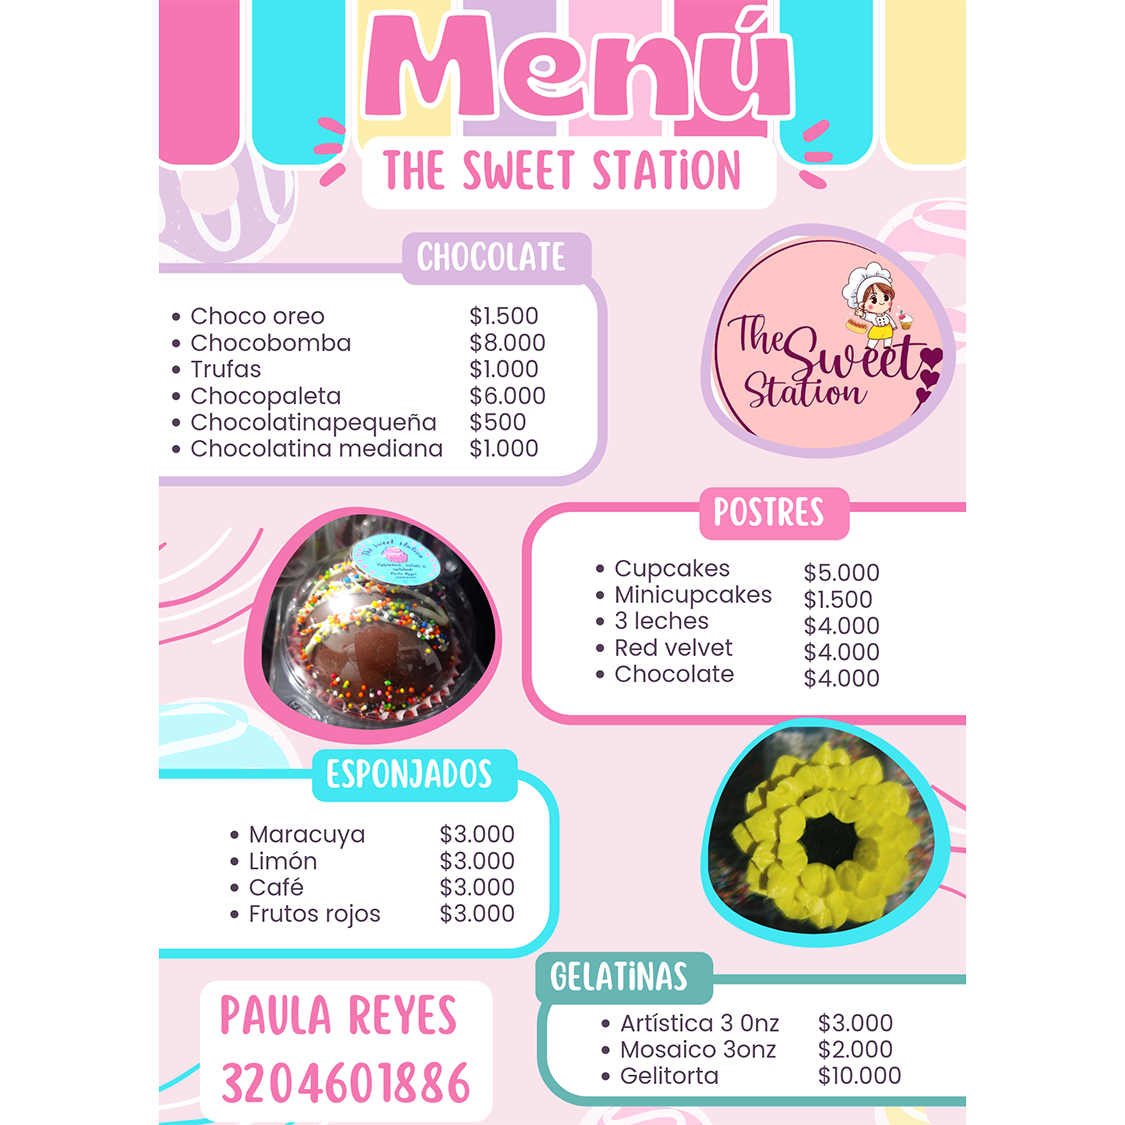 Menú
THE SWEET STATION
CHOCOLATE
Choco oreo $1.500
Chocobomba $8.000
Trufas $1.000
Chocopaleta $6.000
Chocolatinapequeña $500
Chocolatina mediana $1.000
The Sweet
Station
POSTRES
Cupcakes $5.000
Minicupcakes $1.500
3 leches $4.000
Red velvet $4.000
Chocolate $4.000
The sweet station
ESPONJADOS
Maracuya $3.000
Limón $3.000
Café $3.000
Frutos rojos $3.000
GELATINAS
Artística 3 0nz $3.000
Mosaico 3onz $2.000
Gelitorta $10.000
PAULA REYES
3204601886